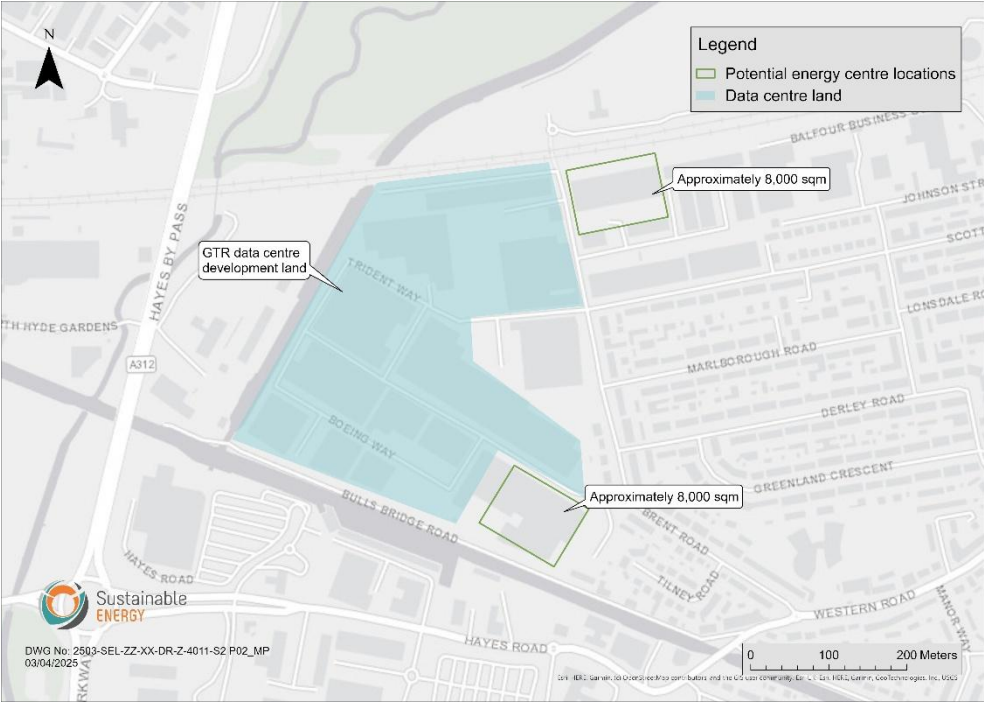 N
Legend
Potential energy centre locations
Data centre land
BALFOUR BUSINESS
Approximately 8,000 sqm
JOHNSON STR
SCOTT
HAYES BY PASS
GTR data centre
development land
TRIDENT WAY
LONSDALE RO
TH HYDE GARDENS
MARLBOROUGH ROAD
A312
DERLEY ROAD
BOEING WAY
GREENLAND CRESCENT
Approximately 8,000 sqm
BULLS BRIDGE ROAD
BRENT ROAD
HAYES ROAD
TILNEY ROAD
WESTERN ROAD
MANOR WAY
Sustainable
ENERGY
HAYES ROAD
DWG No: 2503-SEL-ZZ-XX-DR-Z-4011-S2 P02_MP
03/04/2025
RKWAY
0 100 200 Meters